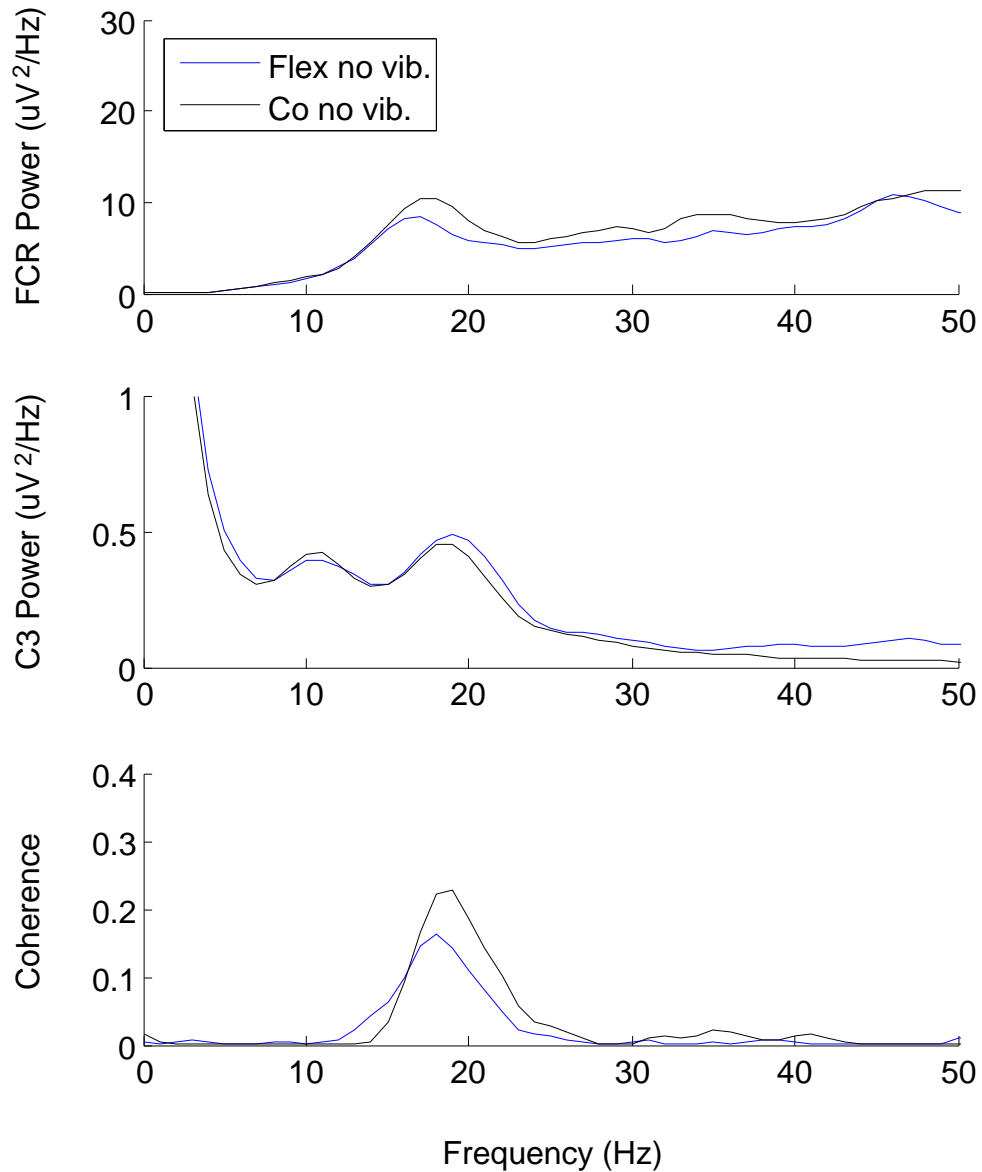 FCR Power (uV²/Hz)
30
20
10
0
Flex no vib.
Co no vib.
0 10 20 30 40 50
C3 Power (uV²/Hz)
1
0.5
0
0 10 20 30 40 50
Coherence
0.4
0.3
0.2
0.1
0
0 10 20 30 40 50
Frequency (Hz)